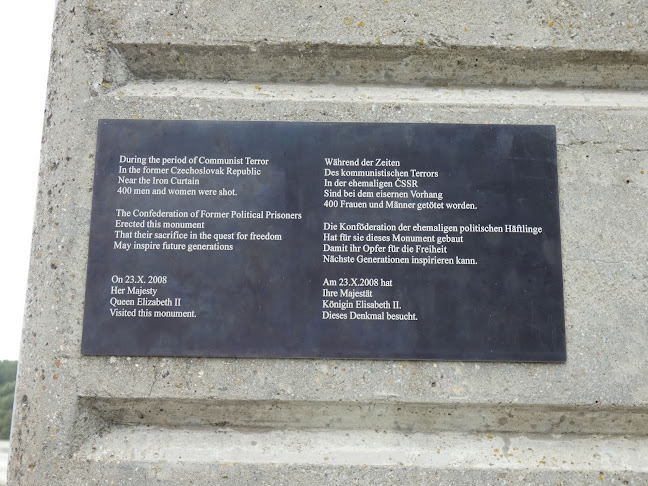 During the period of Communist Terror
In the former Czechoslovak Republic
Near the Iron Curtain
400 men and women were shot.
The Confederation of Former Political Prisoners
Erected this monument
That their sacrifice in the quest for freedom
May inspire future generations
On 23.X. 2008
Her Majesty
Queen Elizabeth II
Visited this monument.
Während der Zeiten
Des kommunistischen Terrors
In der ehemaligen ČSSR
Sind bei dem eisernen Vorhang
400 Frauen und Männer getötet worden.
Die Konföderation der ehemaligen politischen Häftlinge
Hat für sie dieses Monument gebaut
Damit ihr Opfer für die Freiheit
Nächste Generationen inspirieren kann.
Am 23.X.2008 hat
Ihre Majestät
Königin Elisabeth II.
Dieses Denkmal besucht.